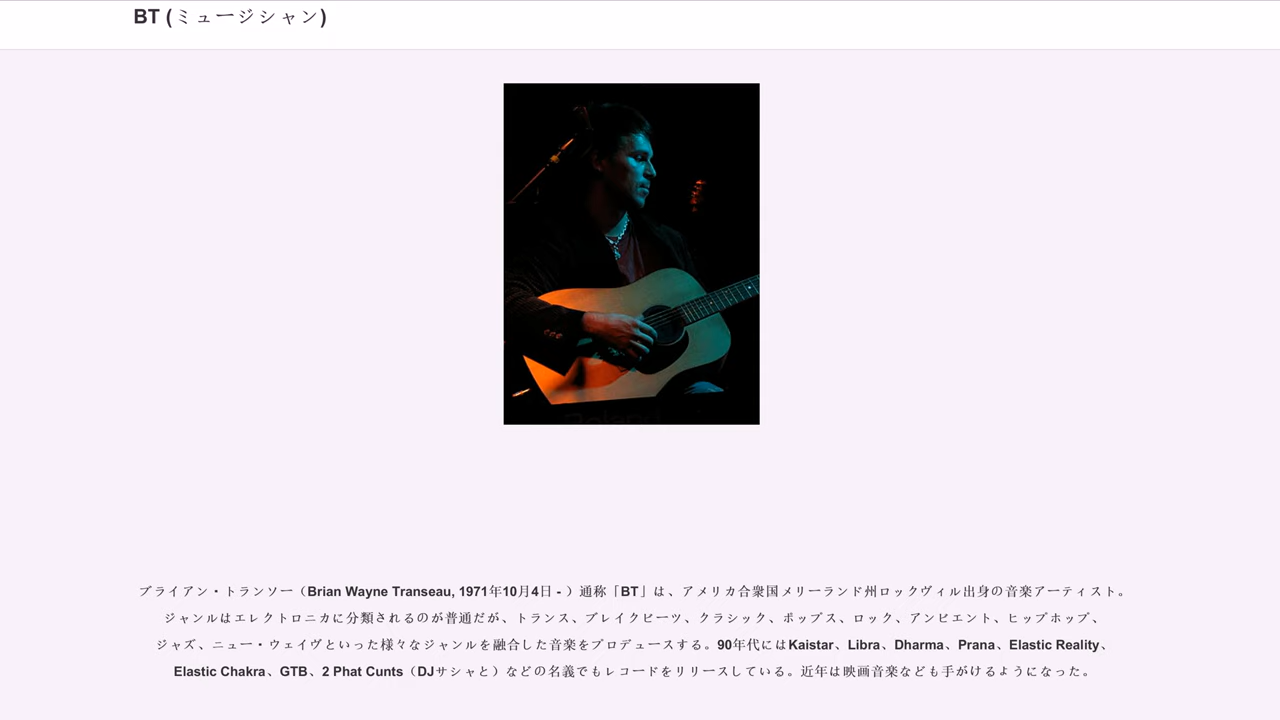 BT (ミュージシャン)
ブライアン・トランソー（Brian Wayne Transeau, 1971年10月4日 - ）通称「BT」は、アメリカ合衆国メリーランド州ロックヴィル出身の音楽アーティスト。
ジャンルはエレクトロニカに分類されるのが普通だが、トランス、ブレイクビーツ、クラシック、ポップス、ロック、アンビエント、ヒップホップ、
ジャズ、ニュー・ウェイヴといった様々なジャンルを融合した音楽をプロデュースする。90年代にはKaistar、Libra、Dharma、Prana、Elastic Reality、
Elastic Chakra、GTB、2 Phat Cunts（DJサシャと）などの名義でもレコードをリリースしている。近年は映画音楽なども手がけるようになった。